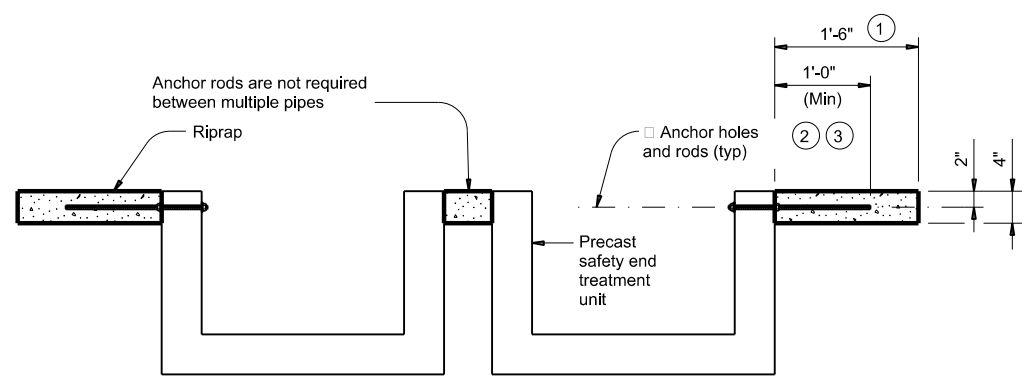 1'-6" 1
Anchor rods are not required
between multiple pipes
1'-0"
(Min)
Riprap
2 3
□ Anchor holes
and rods (typ)
2"
4"
Precast
safety end
treatment
unit